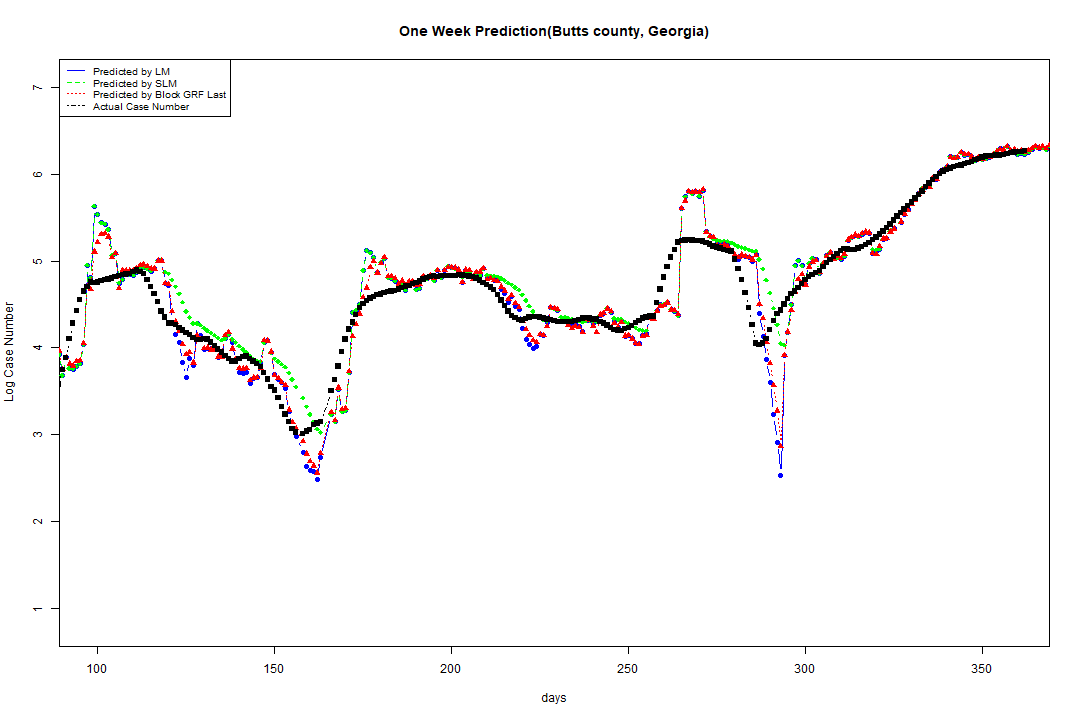 One Week Prediction(Butts county, Georgia)
Predicted by LM
Predicted by SLM
Predicted by Block GRF Last
Actual Case Number
7
6
5
4
3
2
1
Log Case Number
100 150 200 250 300 350
days